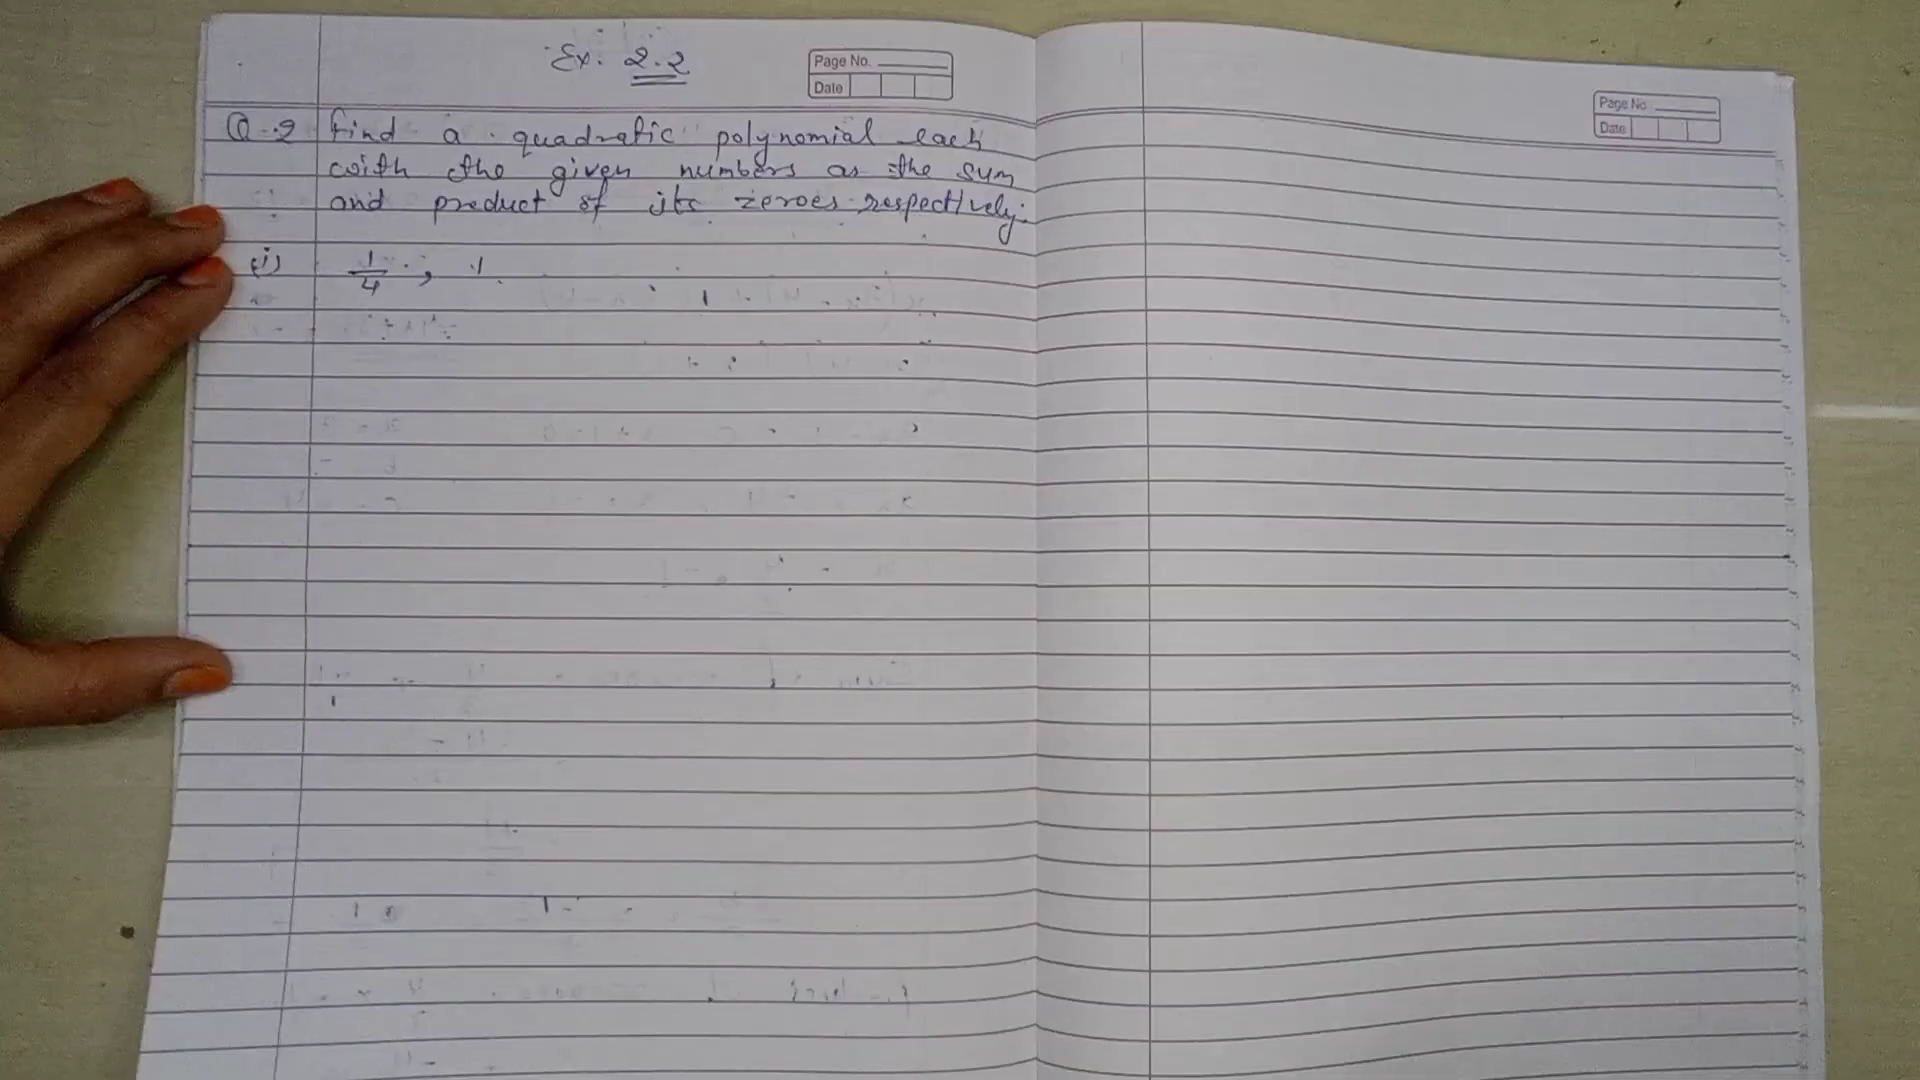 Ex. 2.2
Page No.
Date
Q.2 Find a quadratic polynomial each
with the given numbers as the sum
and product of its zeroes respectively.
(i) 1/4 , 1
Page No.
Date